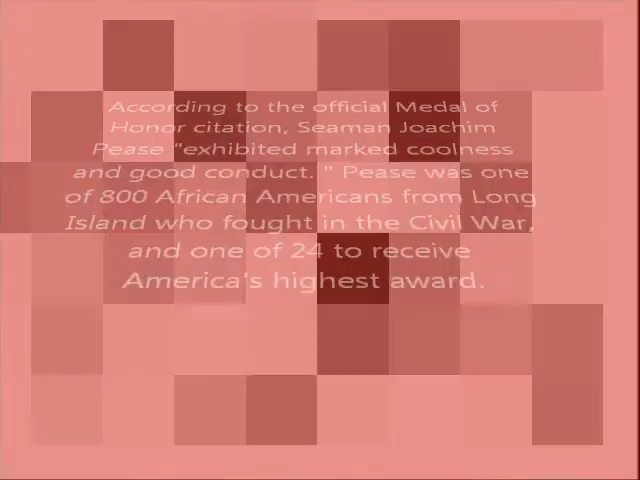 According to the official Medal of
Honor citation, Seaman Joachim
Pease "exhibited marked coolness
and good conduct. " Pease was one
of 800 African Americans from Long
Island who fought in the Civil War,
and one of 24 to receive
America's highest award.